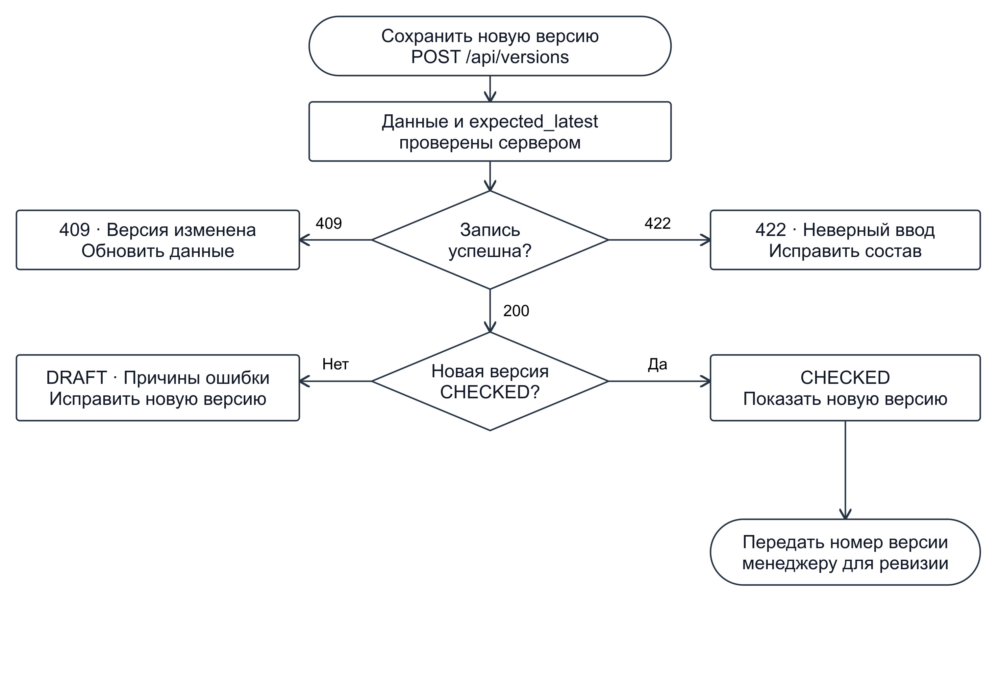 Сохранить новую версию
POST /api/versions
Данные и expected_latest
проверены сервером
409 · Версия изменена
Обновить данные
409
Запись
успешна?
422
422 · Неверный ввод
Исправить состав
200
DRAFT · Причины ошибки
Исправить новую версию
Нет
Новая версия
CHECKED?
Да
CHECKED
Показать новую версию
Передать номер версии
менеджеру для ревизии